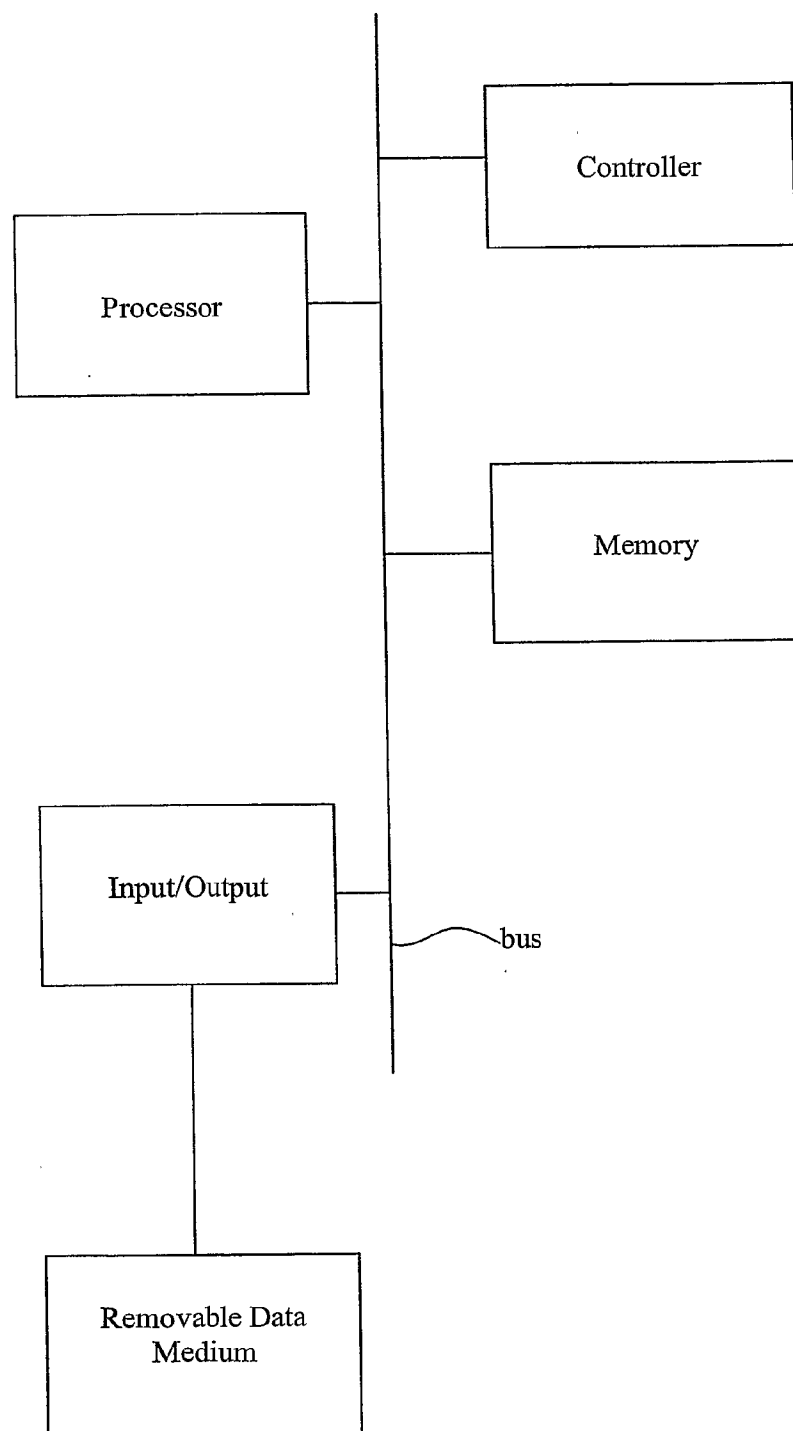 Controller
Processor
Memory
Input/Output
bus
Removable Data
Medium